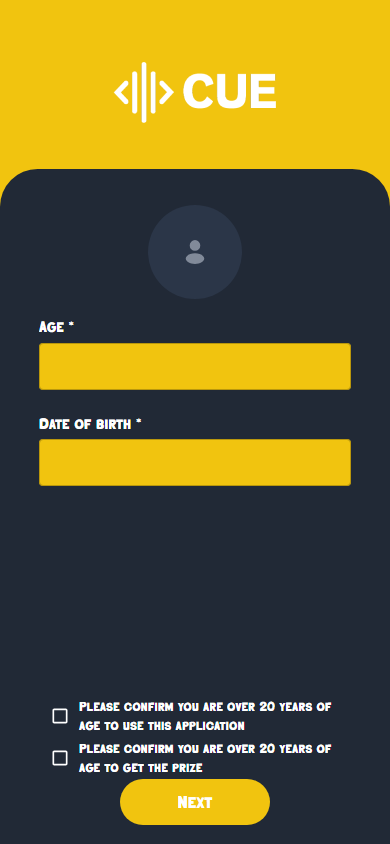 CUE
Age *
Date of birth *
Please confirm you are over 20 years of
age to use this application
Please confirm you are over 20 years of
age to get the prize
Next